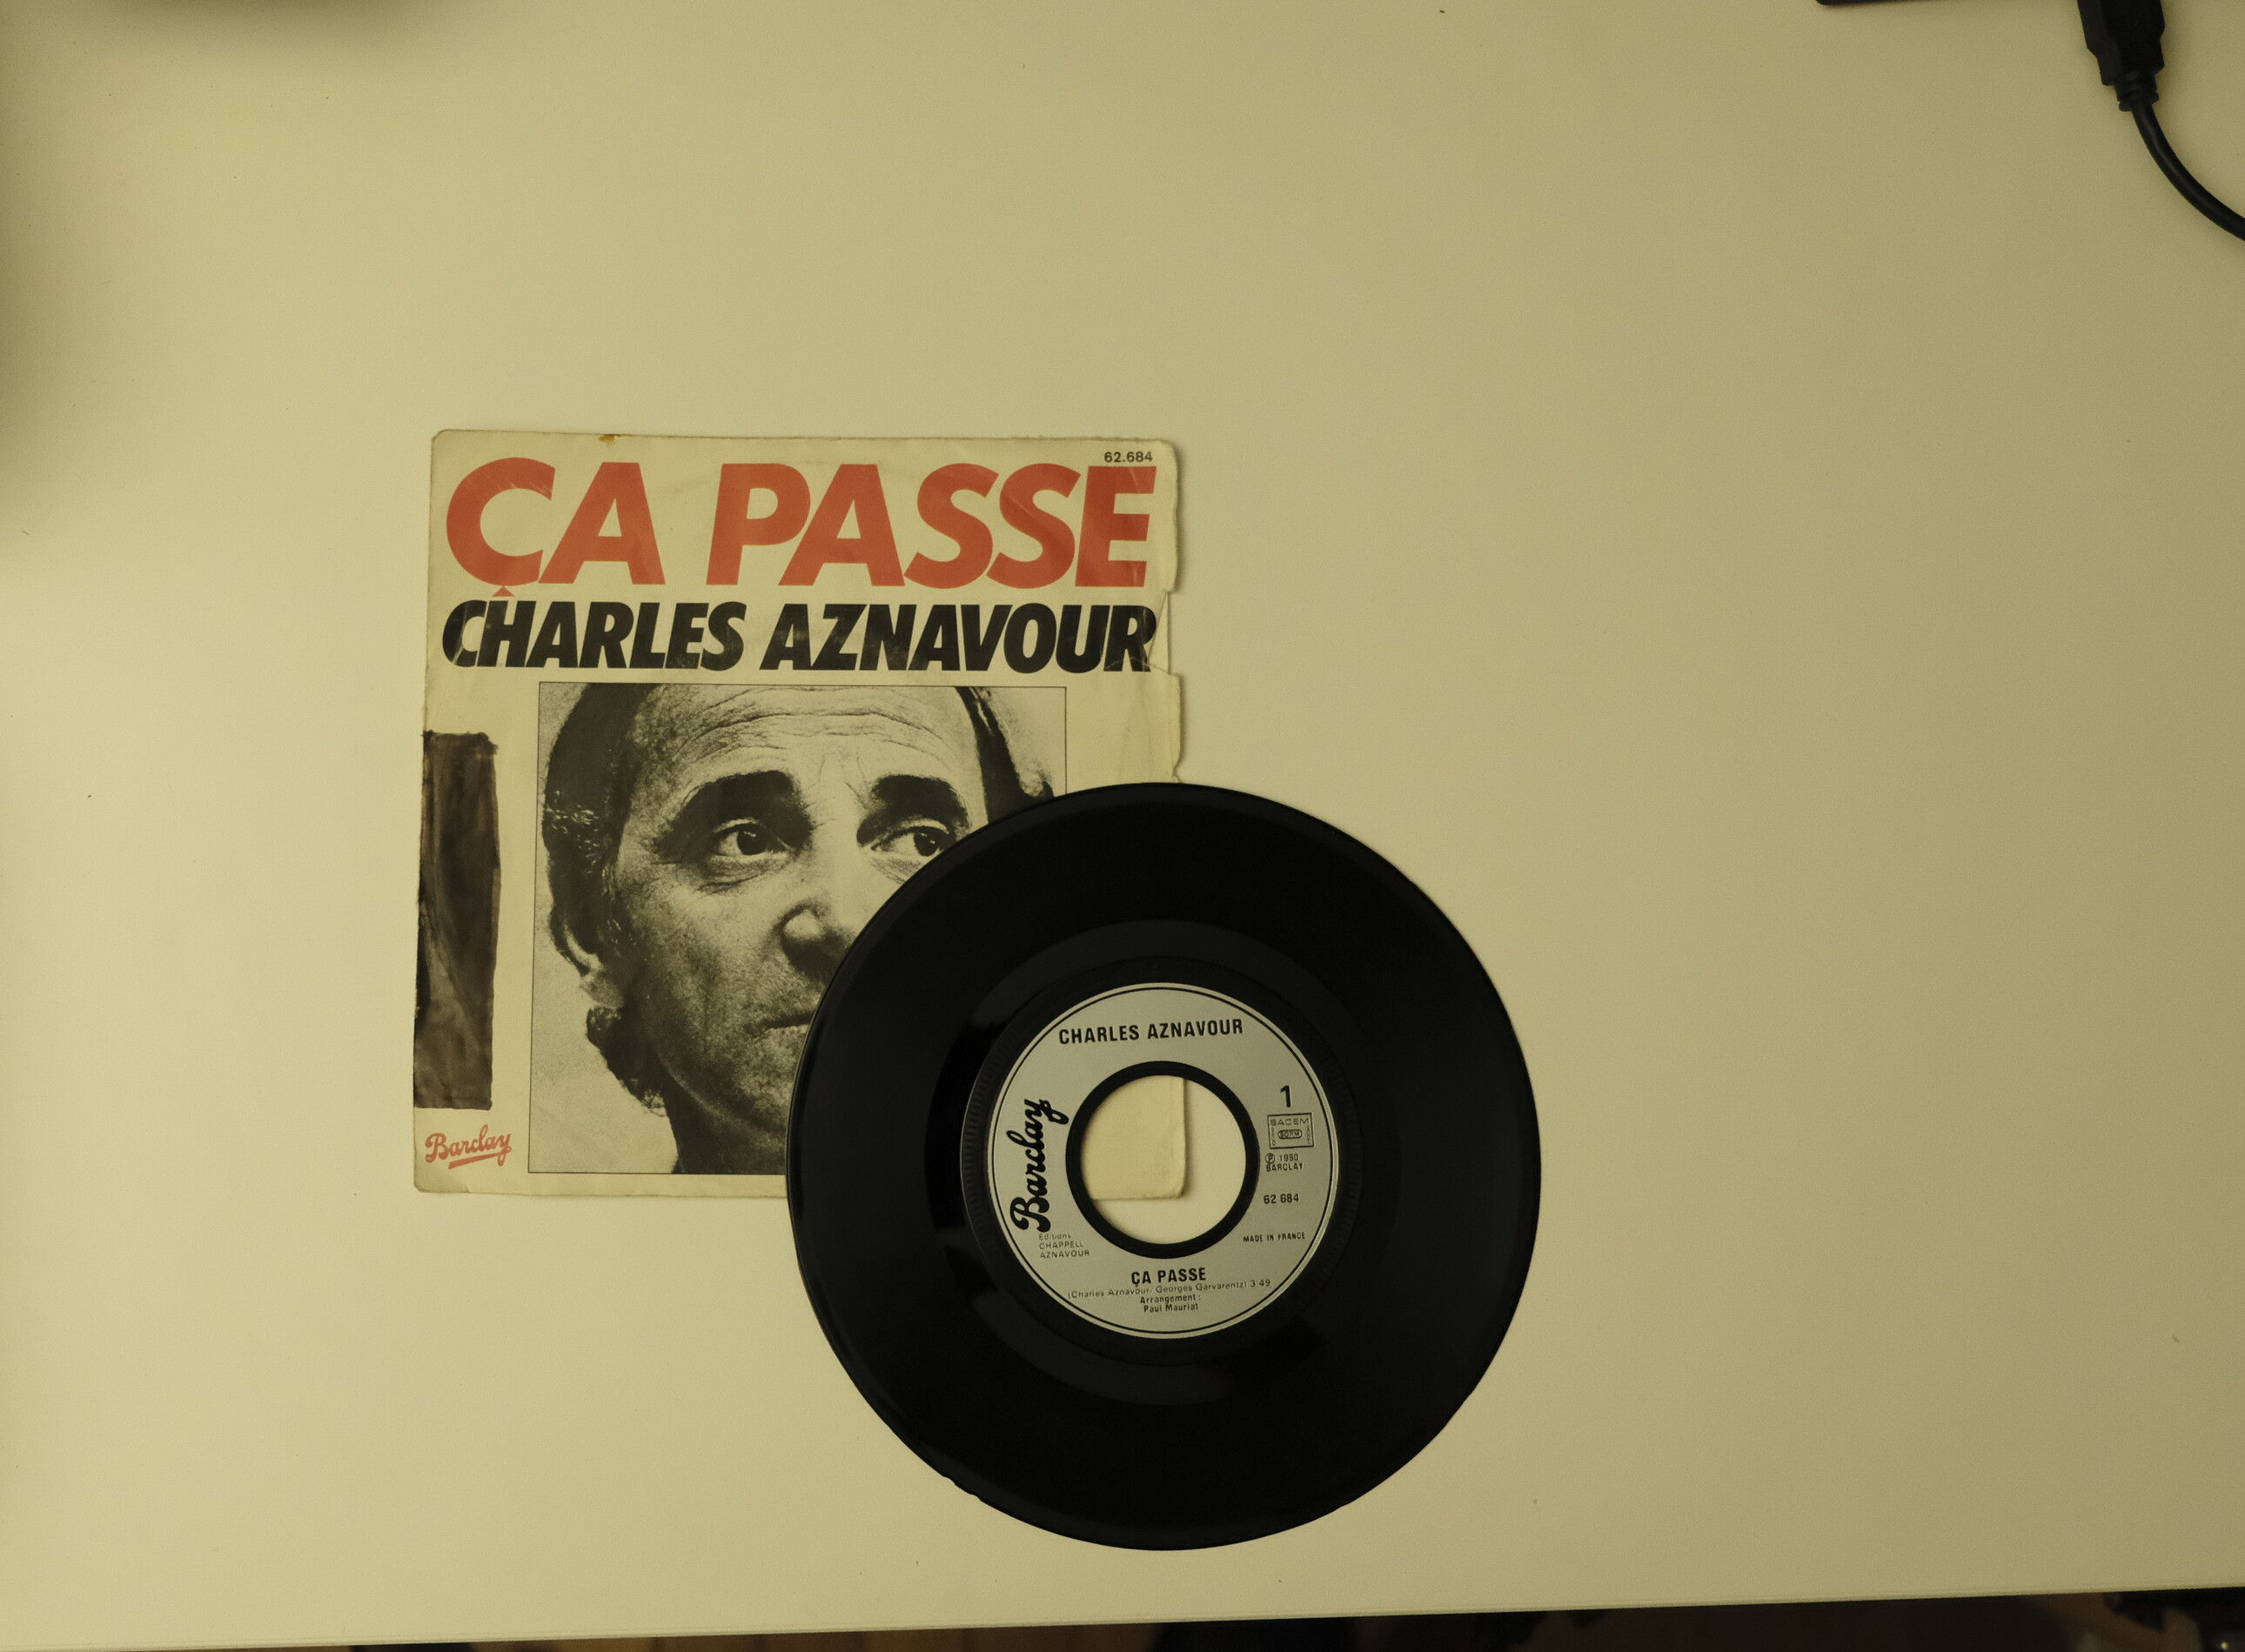 62.684
ÇA PASSE
CHARLES AZNAVOUR
Barclay
CHARLES AZNAVOUR
Barclay
1
SACEM
℗ 1980
BARCLAY
62 684
MADE IN FRANCE
Editions
CHAPPELL
AZNAVOUR
ÇA PASSE
(Charles Aznavour/Georges Garvarentz) 3 49
Arrangement :
Paul Mauriat